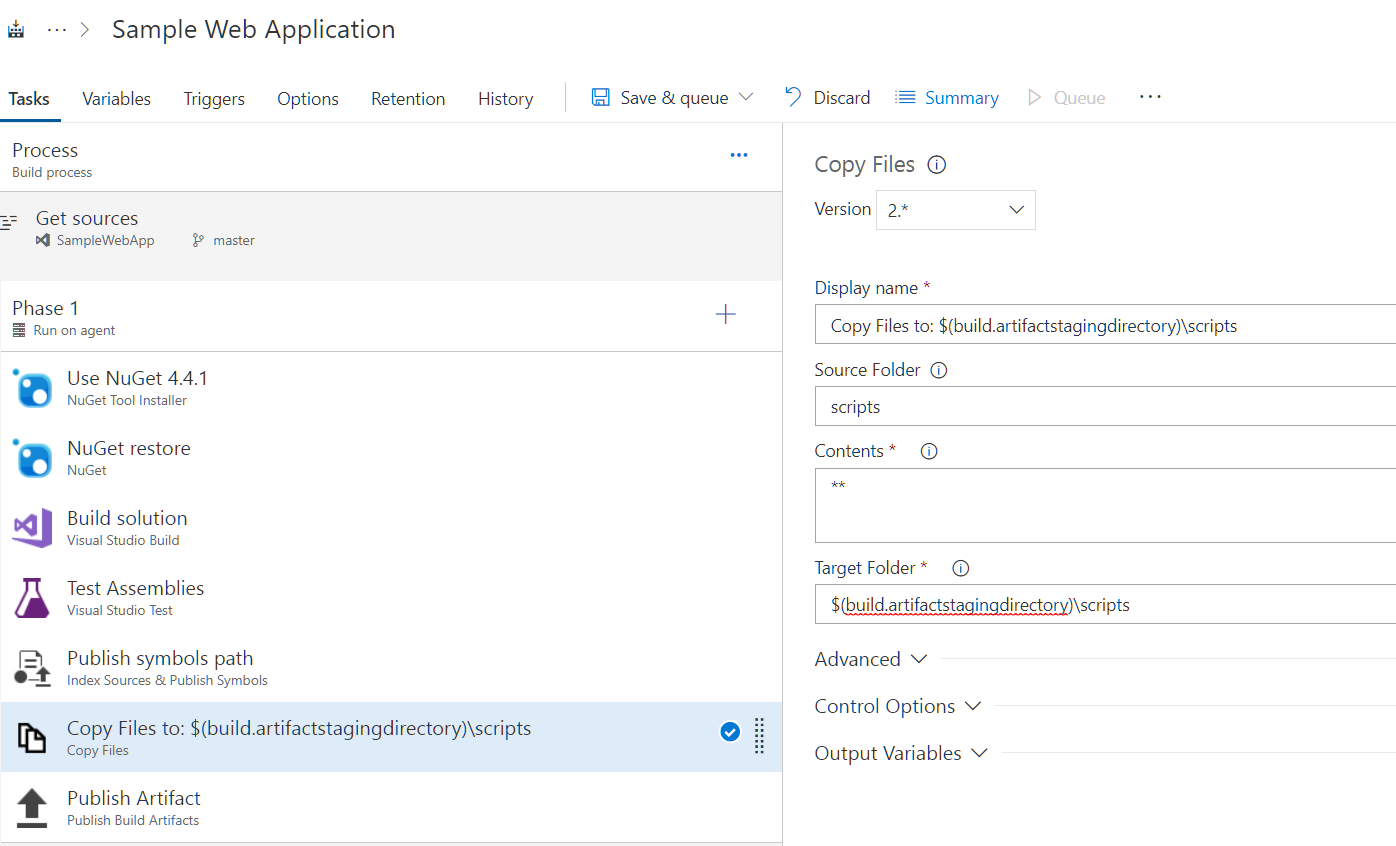 Sample Web Application
Tasks Variables Triggers Options Retention History Save & queue Discard Summary Queue
Process
Build process
Get sources
SampleWebApp master
Phase 1
Run on agent
Use NuGet 4.4.1
NuGet Tool Installer
NuGet restore
NuGet
Build solution
Visual Studio Build
Test Assemblies
Visual Studio Test
Publish symbols path
Index Sources & Publish Symbols
Copy Files to: $(build.artifactstagingdirectory)\scripts
Copy Files
Publish Artifact
Publish Build Artifacts
Copy Files
Version 2.*
Display name *
Copy Files to: $(build.artifactstagingdirectory)\scripts
Source Folder
scripts
Contents *
**
Target Folder *
$(build.artifactstagingdirectory)\scripts
Advanced
Control Options
Output Variables